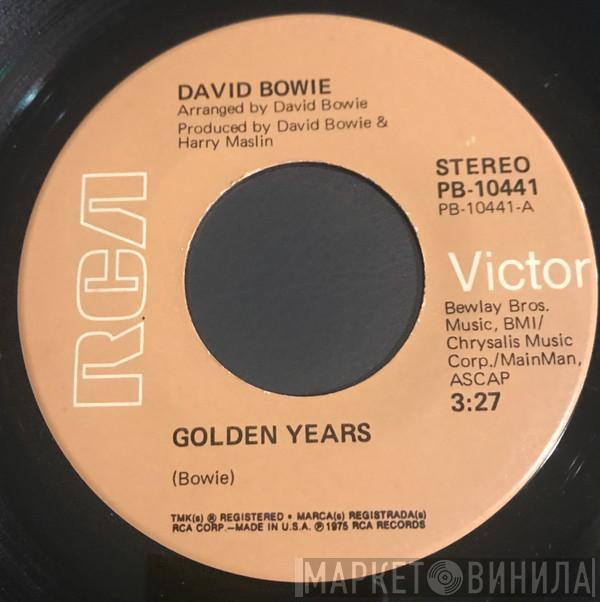 DAVID BOWIE
Arranged by David Bowie
Produced by David Bowie &
Harry Maslin
STEREO
PB-10441
PB-10441-A
RCA
Victor
Bewlay Bros.
Music, BMI/
Chrysalis Music
Corp./MainMan,
ASCAP
3:27
GOLDEN YEARS
(Bowie)
TMK(s) ® REGISTERED • MARCA(s) REGISTRADA(s)
RCA CORP.—MADE IN U.S.A. ℗ 1975 RCA RECORDS
МАРКЕТ ВИНИЛА